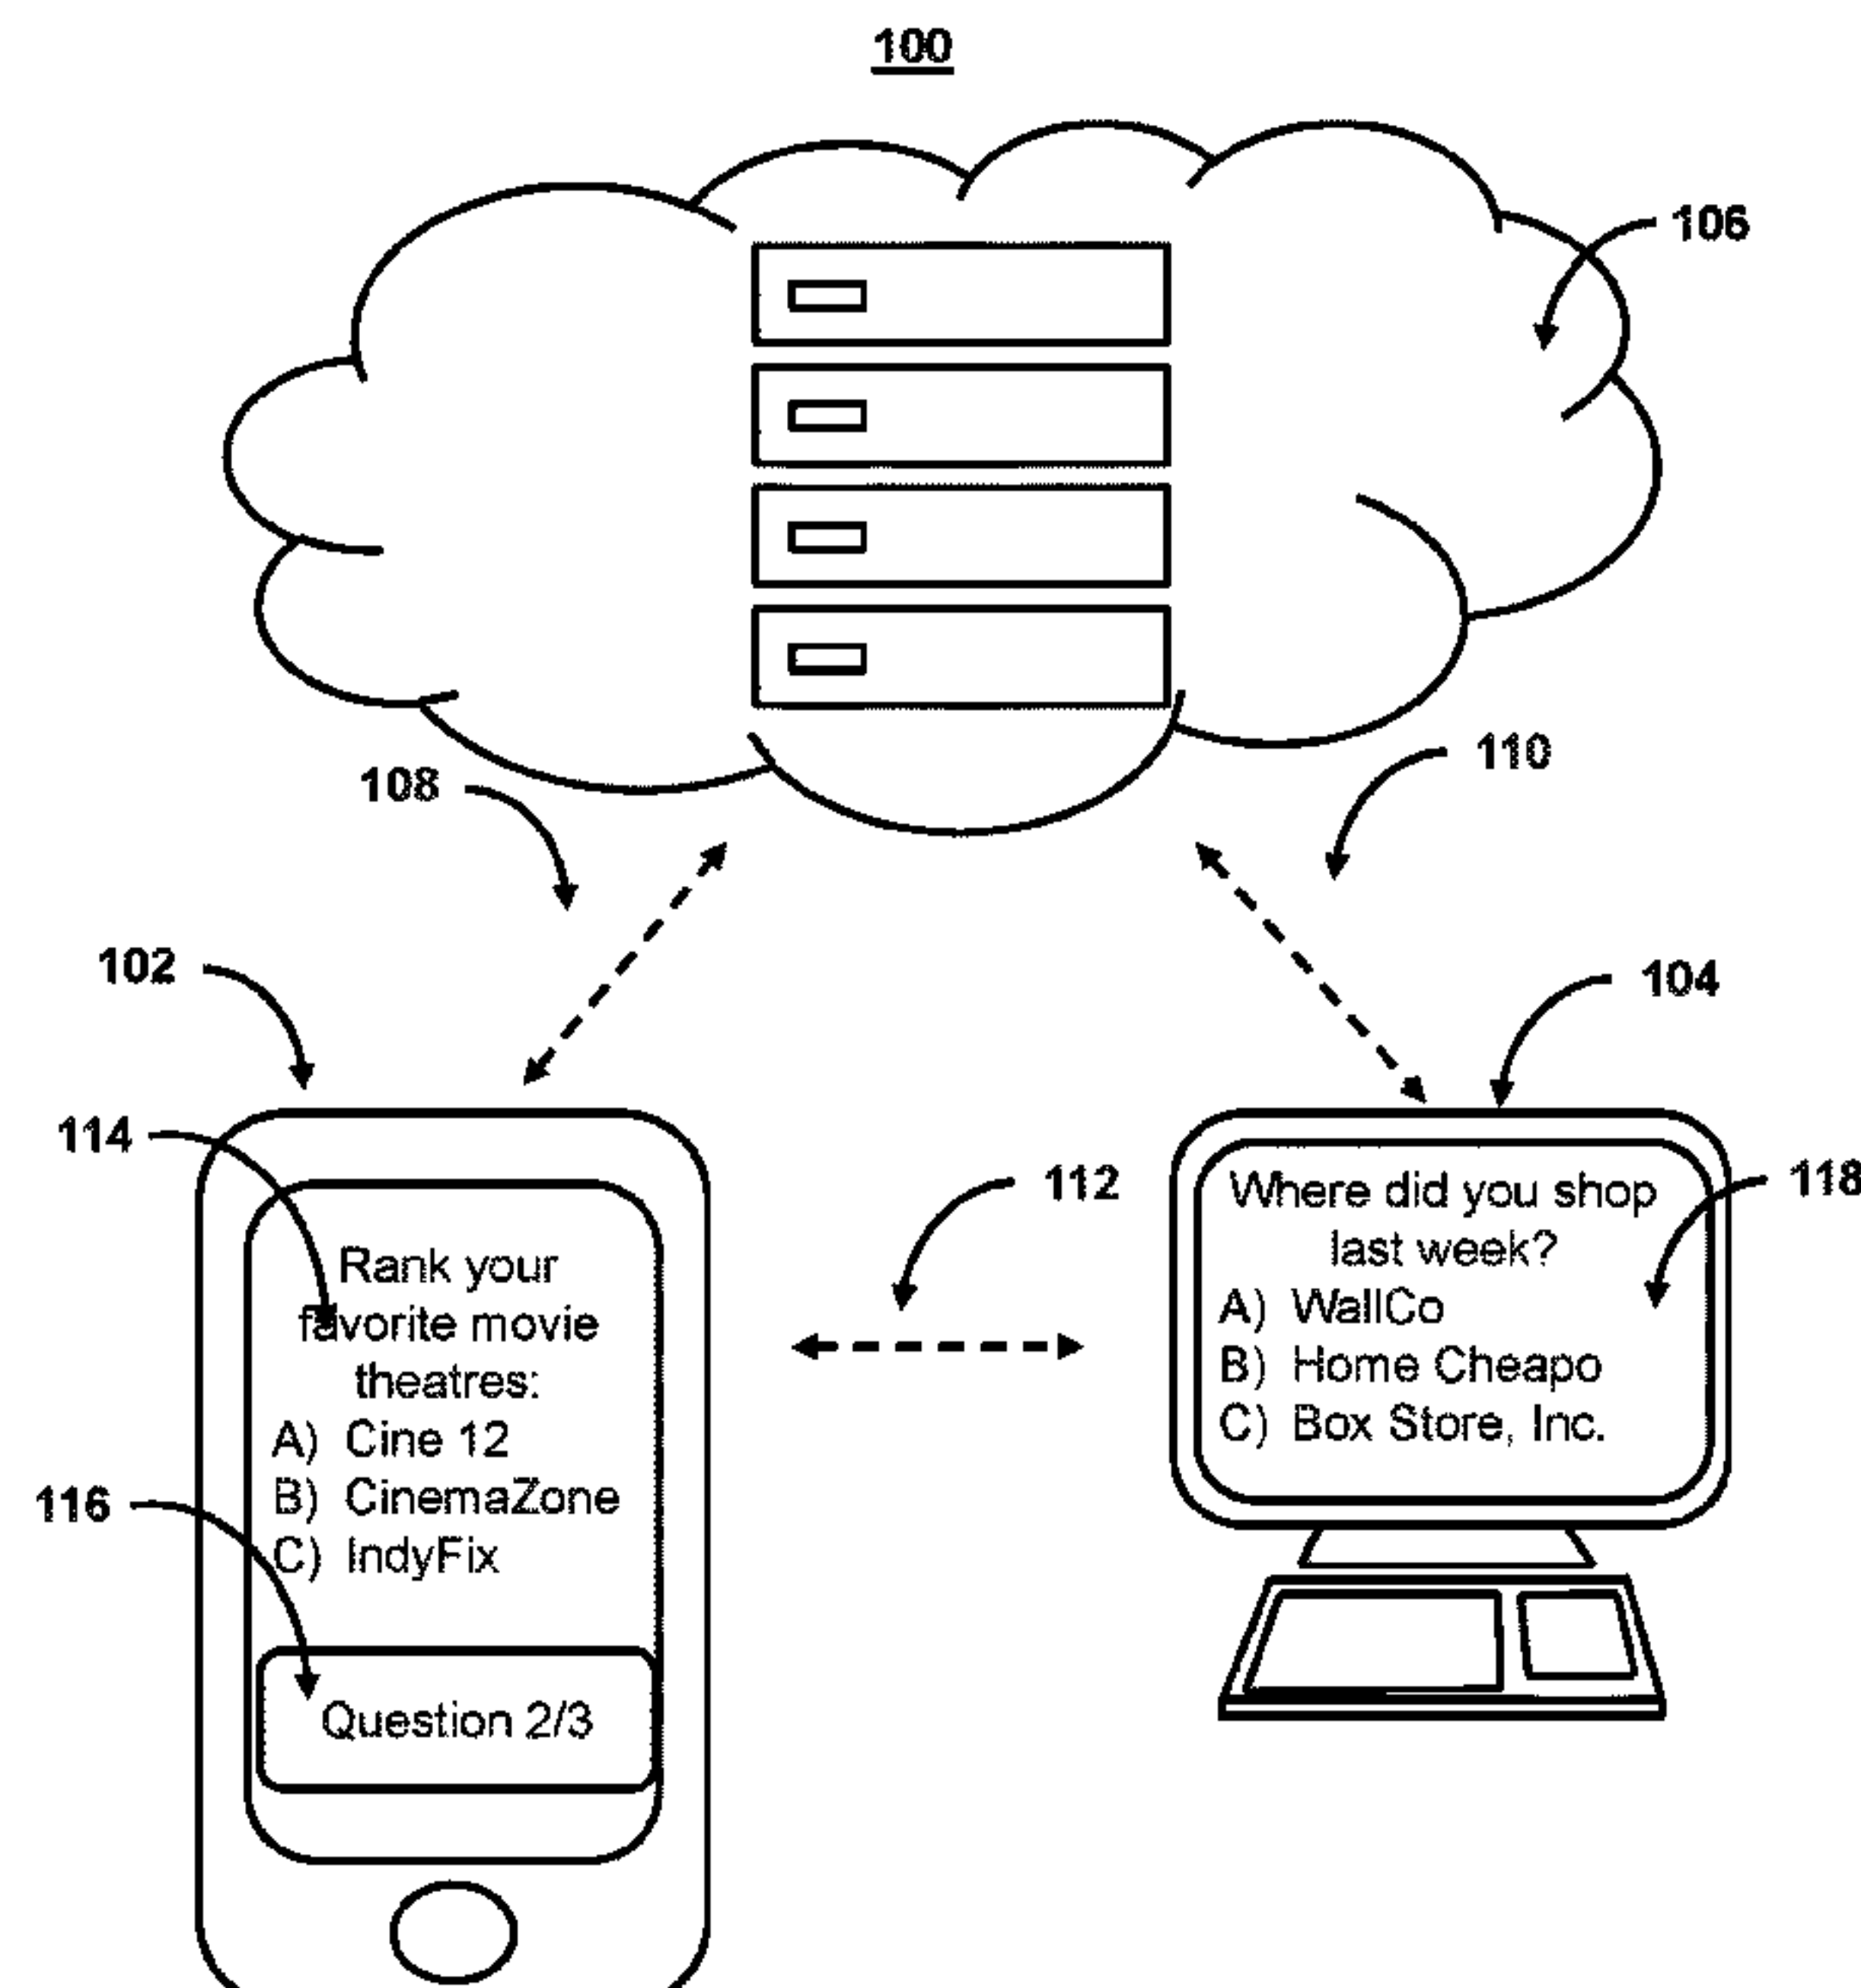 100
106
108
110
102
104
114
112
118
Rank your
favorite movie
theatres:
A) Cine 12
B) CinemaZone
C) IndyFix
116
Question 2/3
Where did you shop
last week?
A) WallCo
B) Home Cheapo
C) Box Store, Inc.